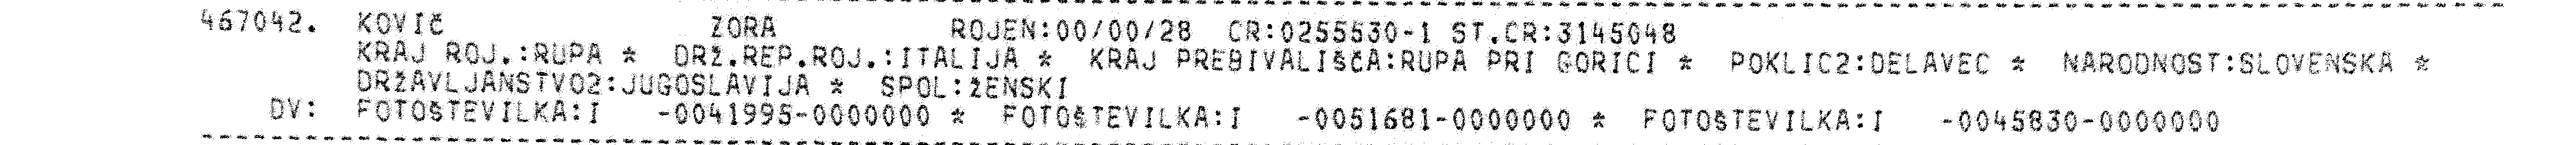 467042. KOVIČ ZORA ROJEN:00/00/28 CR:0255530-1 ST.CR:3145048
KRAJ ROJ.:RUPA * DRŽ.REP.ROJ.:ITALIJA * KRAJ PREBIVALIŠČA:RUPA PRI GORICI * POKLIC2:DELAVEC * NARODNOST:SLOVENSKA *
DRŽAVLJANSTVO2:JUGOSLAVIJA * SPOL:ŽENSKI
DV: FOTOŠTEVILKA:I -0041995-0000000 * FOTOŠTEVILKA:I -0051681-0000000 * FOTOŠTEVILKA:I -0045830-0000000